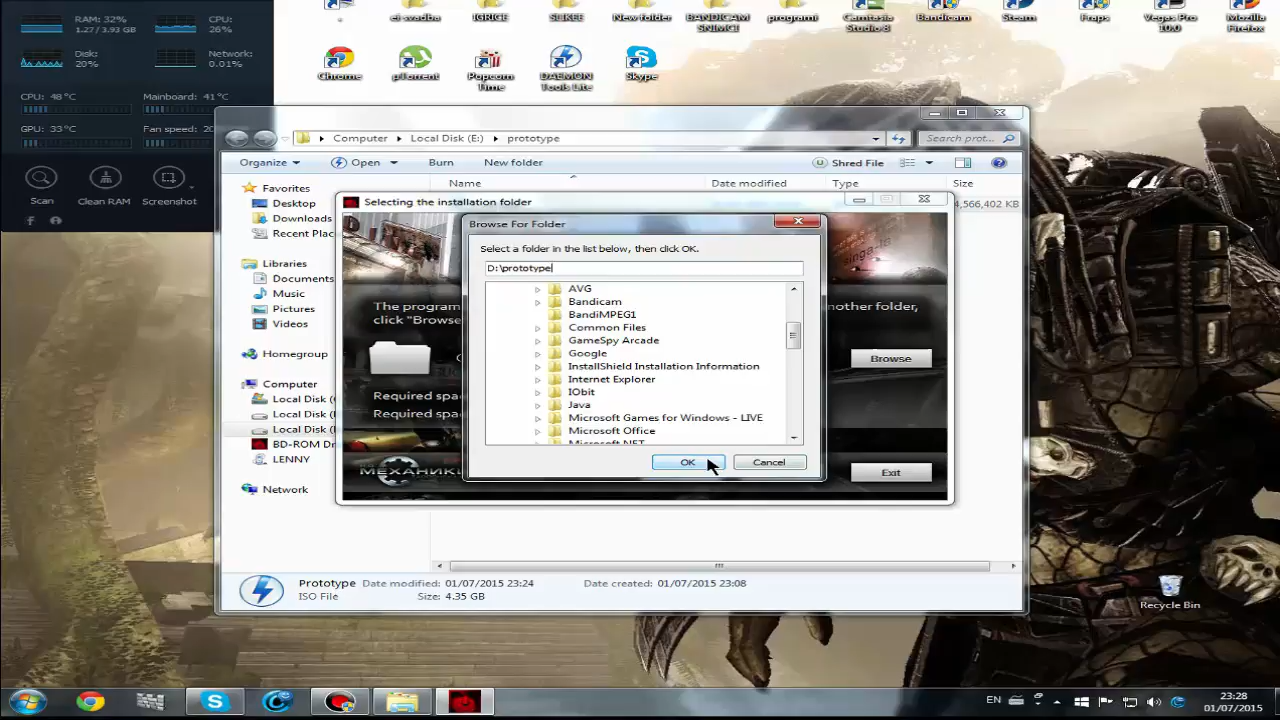 RAM: 32%
1.27 / 3.93 GB
CPU:
26%
Disk:
20%
Network:
0.01%
CPU: 48 °C
Mainboard: 41 °C
GPU: 33°C
Fan speed: 20
Scan
Clean RAM
Screenshot
IGRICE
SLIKEE
New folder
BANDICAM
SNIMCI
programi
Camtasia
Studio 8
Bandicam
Steam
Fraps
Vegas Pro
10.0
Mozilla
Firefox
Chrome
µTorrent
Popcorn
Time
DAEMON
Tools Lite
Skype
Computer
Local Disk (E:)
prototype
Search prot...
Organize
Open
Burn
New folder
Shred File
Name
Date modified
Type
Size
4,566,402 KB
Favorites
Desktop
Downloads
Recent Plac
Libraries
Documents
Music
Pictures
Videos
Homegroup
Computer
Local Disk (
Local Disk (
Local Disk (
BD-ROM Dr
LENNY
Network
Selecting the installation folder
The program
nother folder,
click "Browse
Browse
Required spa
Required spa
МЕХАНИКИ
Exit
Browse For Folder
Select a folder in the list below, then click OK.
D:\prototype
AVG
Bandicam
BandiMPEG1
Common Files
GameSpy Arcade
Google
InstallShield Installation Information
Internet Explorer
IObit
Java
Microsoft Games for Windows - LIVE
Microsoft Office
Microsoft.NET
OK
Cancel
Prototype
Date modified: 01/07/2015 23:24
Date created: 01/07/2015 23:08
ISO File
Size: 4.35 GB
Recycle Bin
EN
23:28
01/07/2015